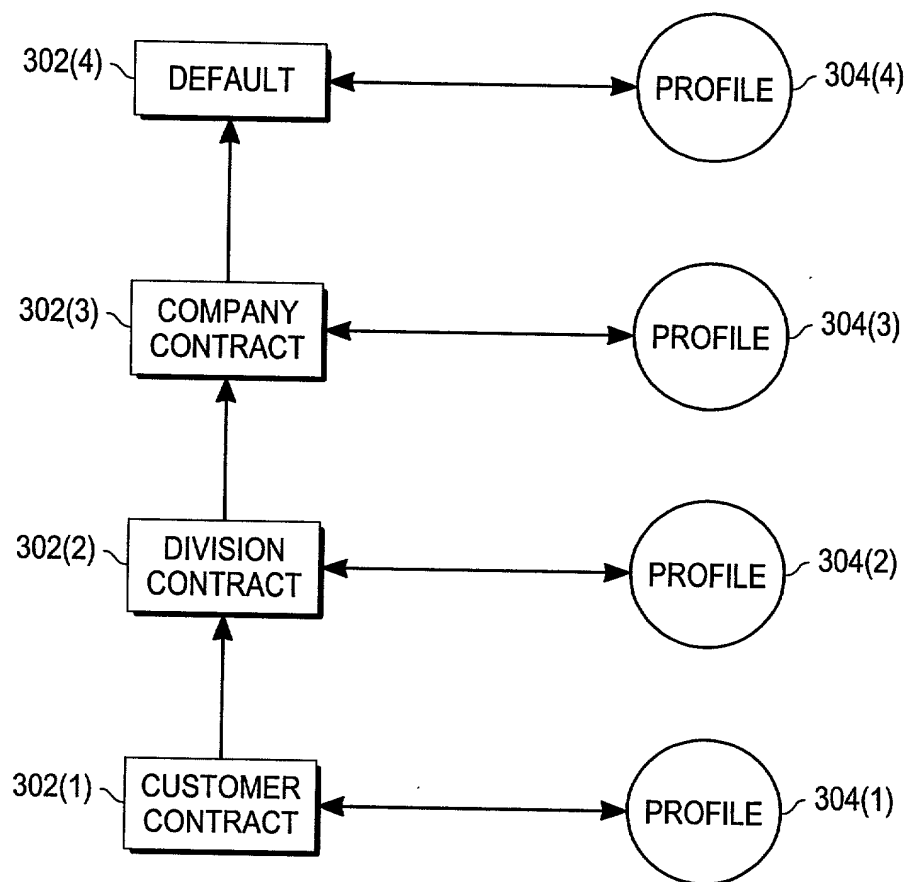 302(4)
DEFAULT
PROFILE
304(4)
302(3)
COMPANY
CONTRACT
PROFILE
304(3)
302(2)
DIVISION
CONTRACT
PROFILE
304(2)
302(1)
CUSTOMER
CONTRACT
PROFILE
304(1)